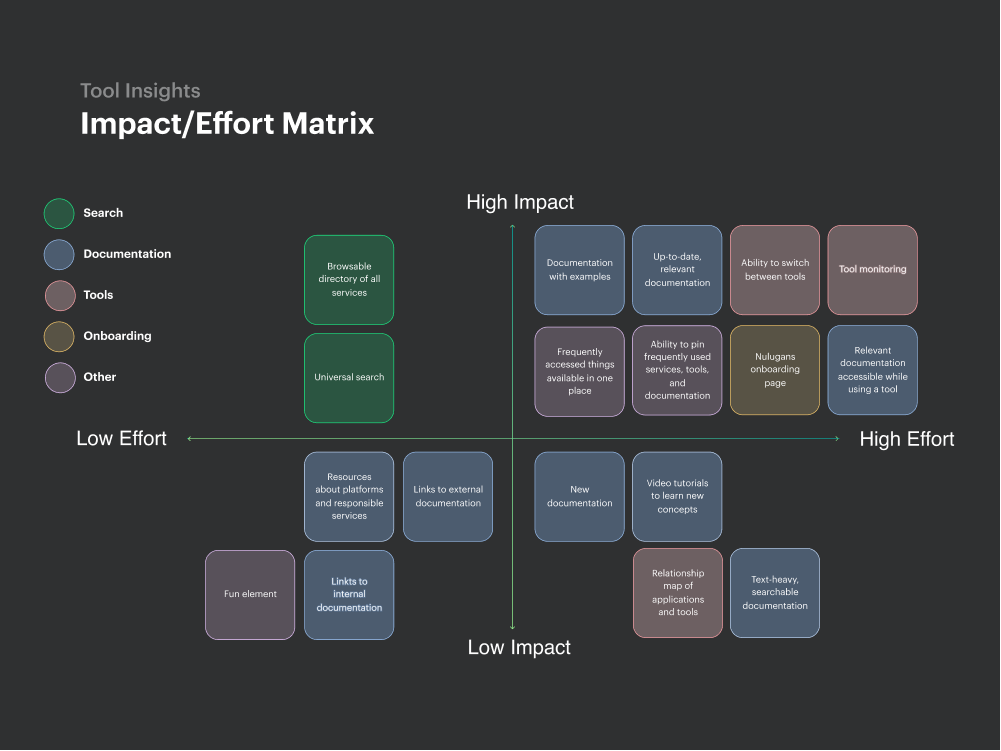 Tool Insights
Impact/Effort Matrix
Search
Documentation
Tools
Onboarding
Other
High Impact
Browsable
directory of all
services
Universal search
Documentation
with examples
Up-to-date,
relevant
documentation
Ability to switch
between tools
Tool monitoring
Frequently
accessed things
available in one
place
Ability to pin
frequently used
services, tools,
and
documentation
Nulugans
onboarding
page
Relevant
documentation
accessible while
using a tool
Low Effort
High Effort
Resources
about platforms
and responsible
services
Links to external
documentation
New
documentation
Video tutorials
to learn new
concepts
Fun element
Linkts to
internal
documentation
Relationship
map of
applications
and tools
Text-heavy,
searchable
documentation
Low Impact